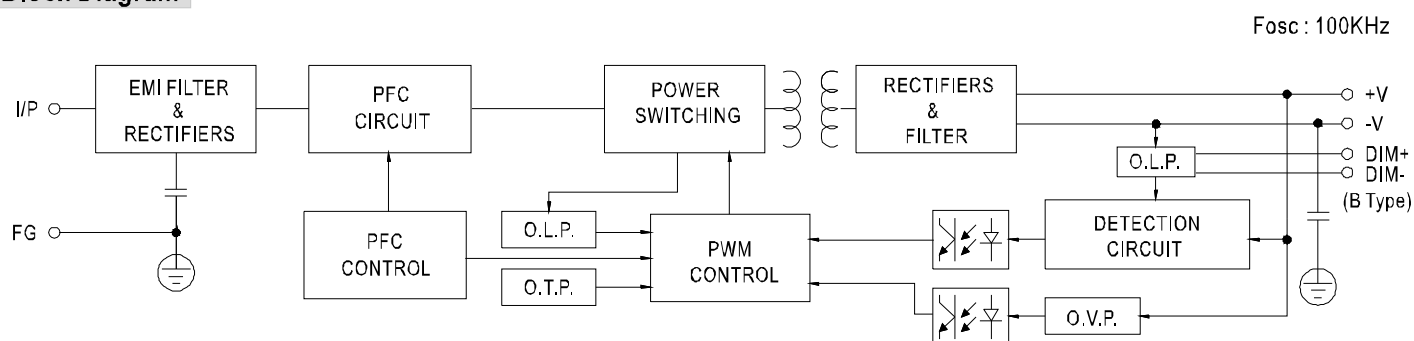 Block Diagram
Fosc : 100KHz
I/P
EMI FILTER
&
RECTIFIERS
PFC
CIRCUIT
POWER
SWITCHING
RECTIFIERS
&
FILTER
+V
-V
DIM+
DIM-
(B Type)
O.L.P.
FG
PFC
CONTROL
O.L.P.
O.T.P.
PWM
CONTROL
DETECTION
CIRCUIT
O.V.P.